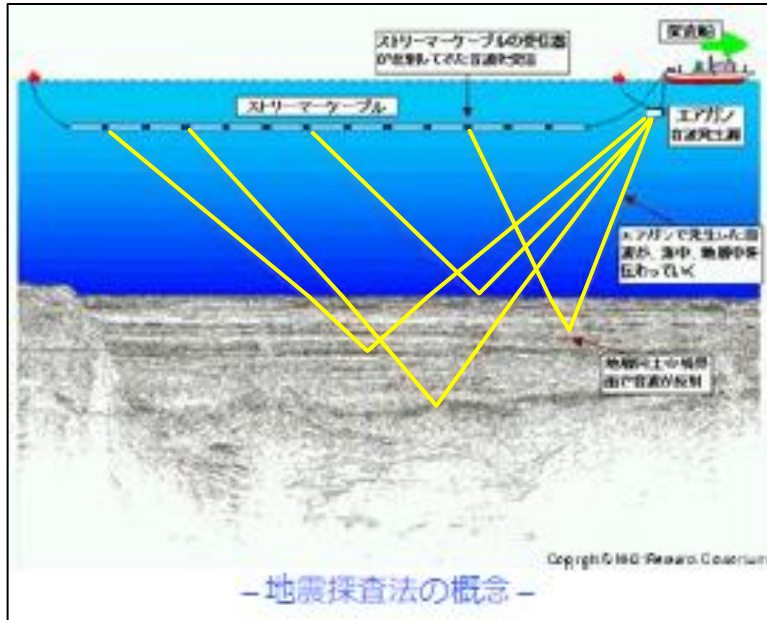 探査船
ストリーマーケーブルの受信器
が反射してきた音波を受信
ストリーマーケーブル
エアガン
音波発生源
エアガンで発生した音
波が、海中、地層中を
伝わっていく
地層同士の境界
面で音波が反射
－地震探査法の概念－